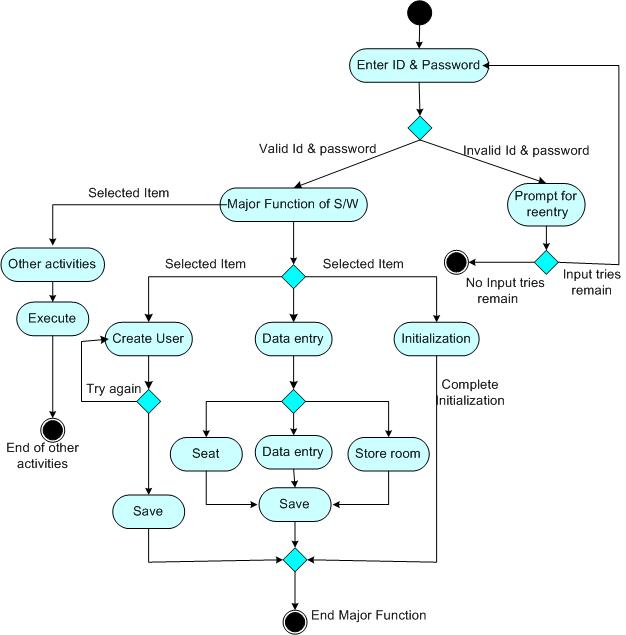 Enter ID & Password
Valid Id & password
Invalid Id & password
Selected Item
Major Function of S/W
Prompt for
reentry
Other activities
Selected Item
Selected Item
No Input tries
remain
Input tries
remain
Execute
Create User
Data entry
Initialization
Try again
Complete
Initialization
End of other
activities
Seat
Data entry
Store room
Save
Save
End Major Function